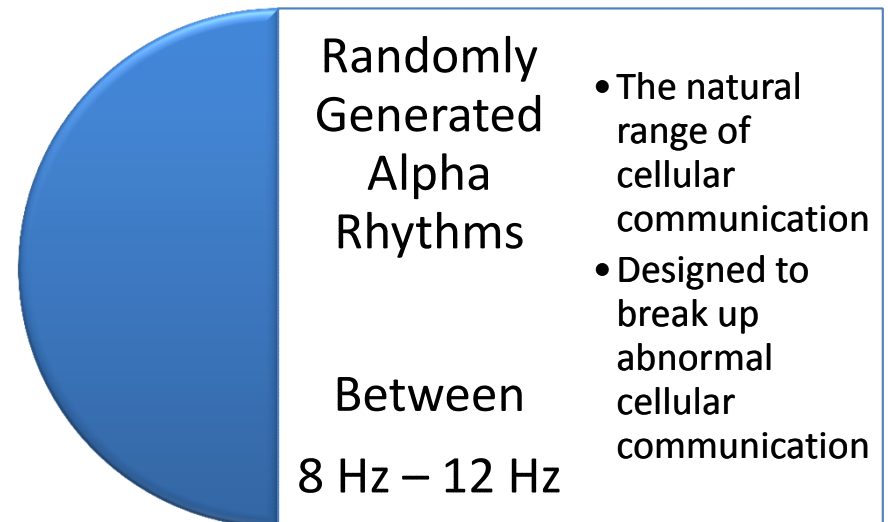 Randomly
Generated
Alpha
Rhythms
Between
8 Hz – 12 Hz
•The natural
range of
cellular
communication
•Designed to
break up
abnormal
cellular
communication